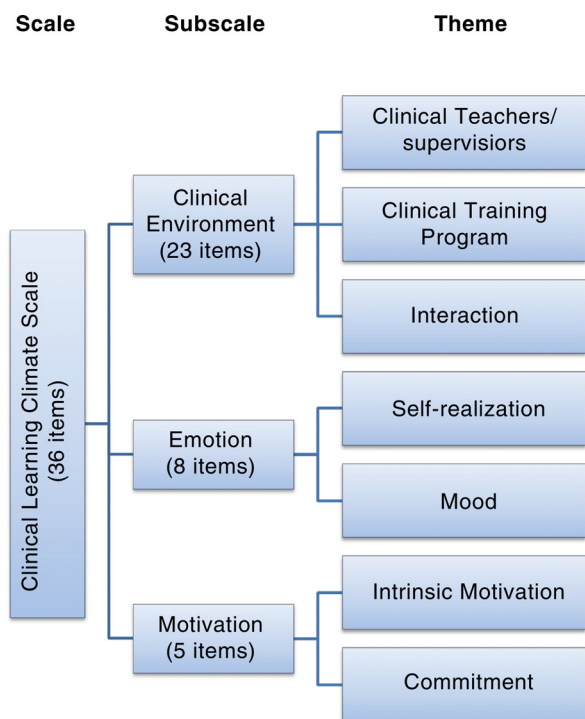 Scale
Subscale
Theme
Clinical Learning Climate Scale
(36 items)
Clinical
Environment
(23 items)
Emotion
(8 items)
Motivation
(5 items)
Clinical Teachers/
supervisiors
Clinical Training
Program
Interaction
Self-realization
Mood
Intrinsic Motivation
Commitment